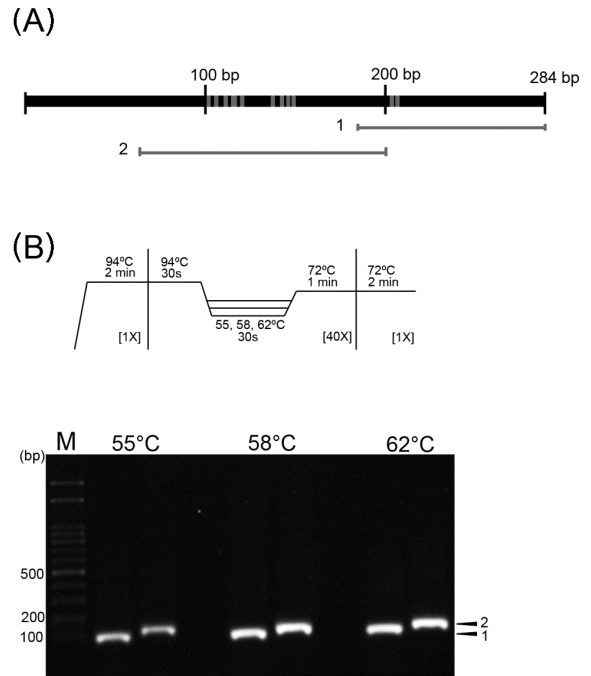 (A)
100 bp
200 bp
284 bp
1
2
(B)
94ºC
2 min
94ºC
30s
72ºC
1 min
72ºC
2 min
55, 58, 62ºC
30s
[1X]
[40X]
[1X]
M
55°C
58°C
62°C
(bp)
500
200
100
2
1